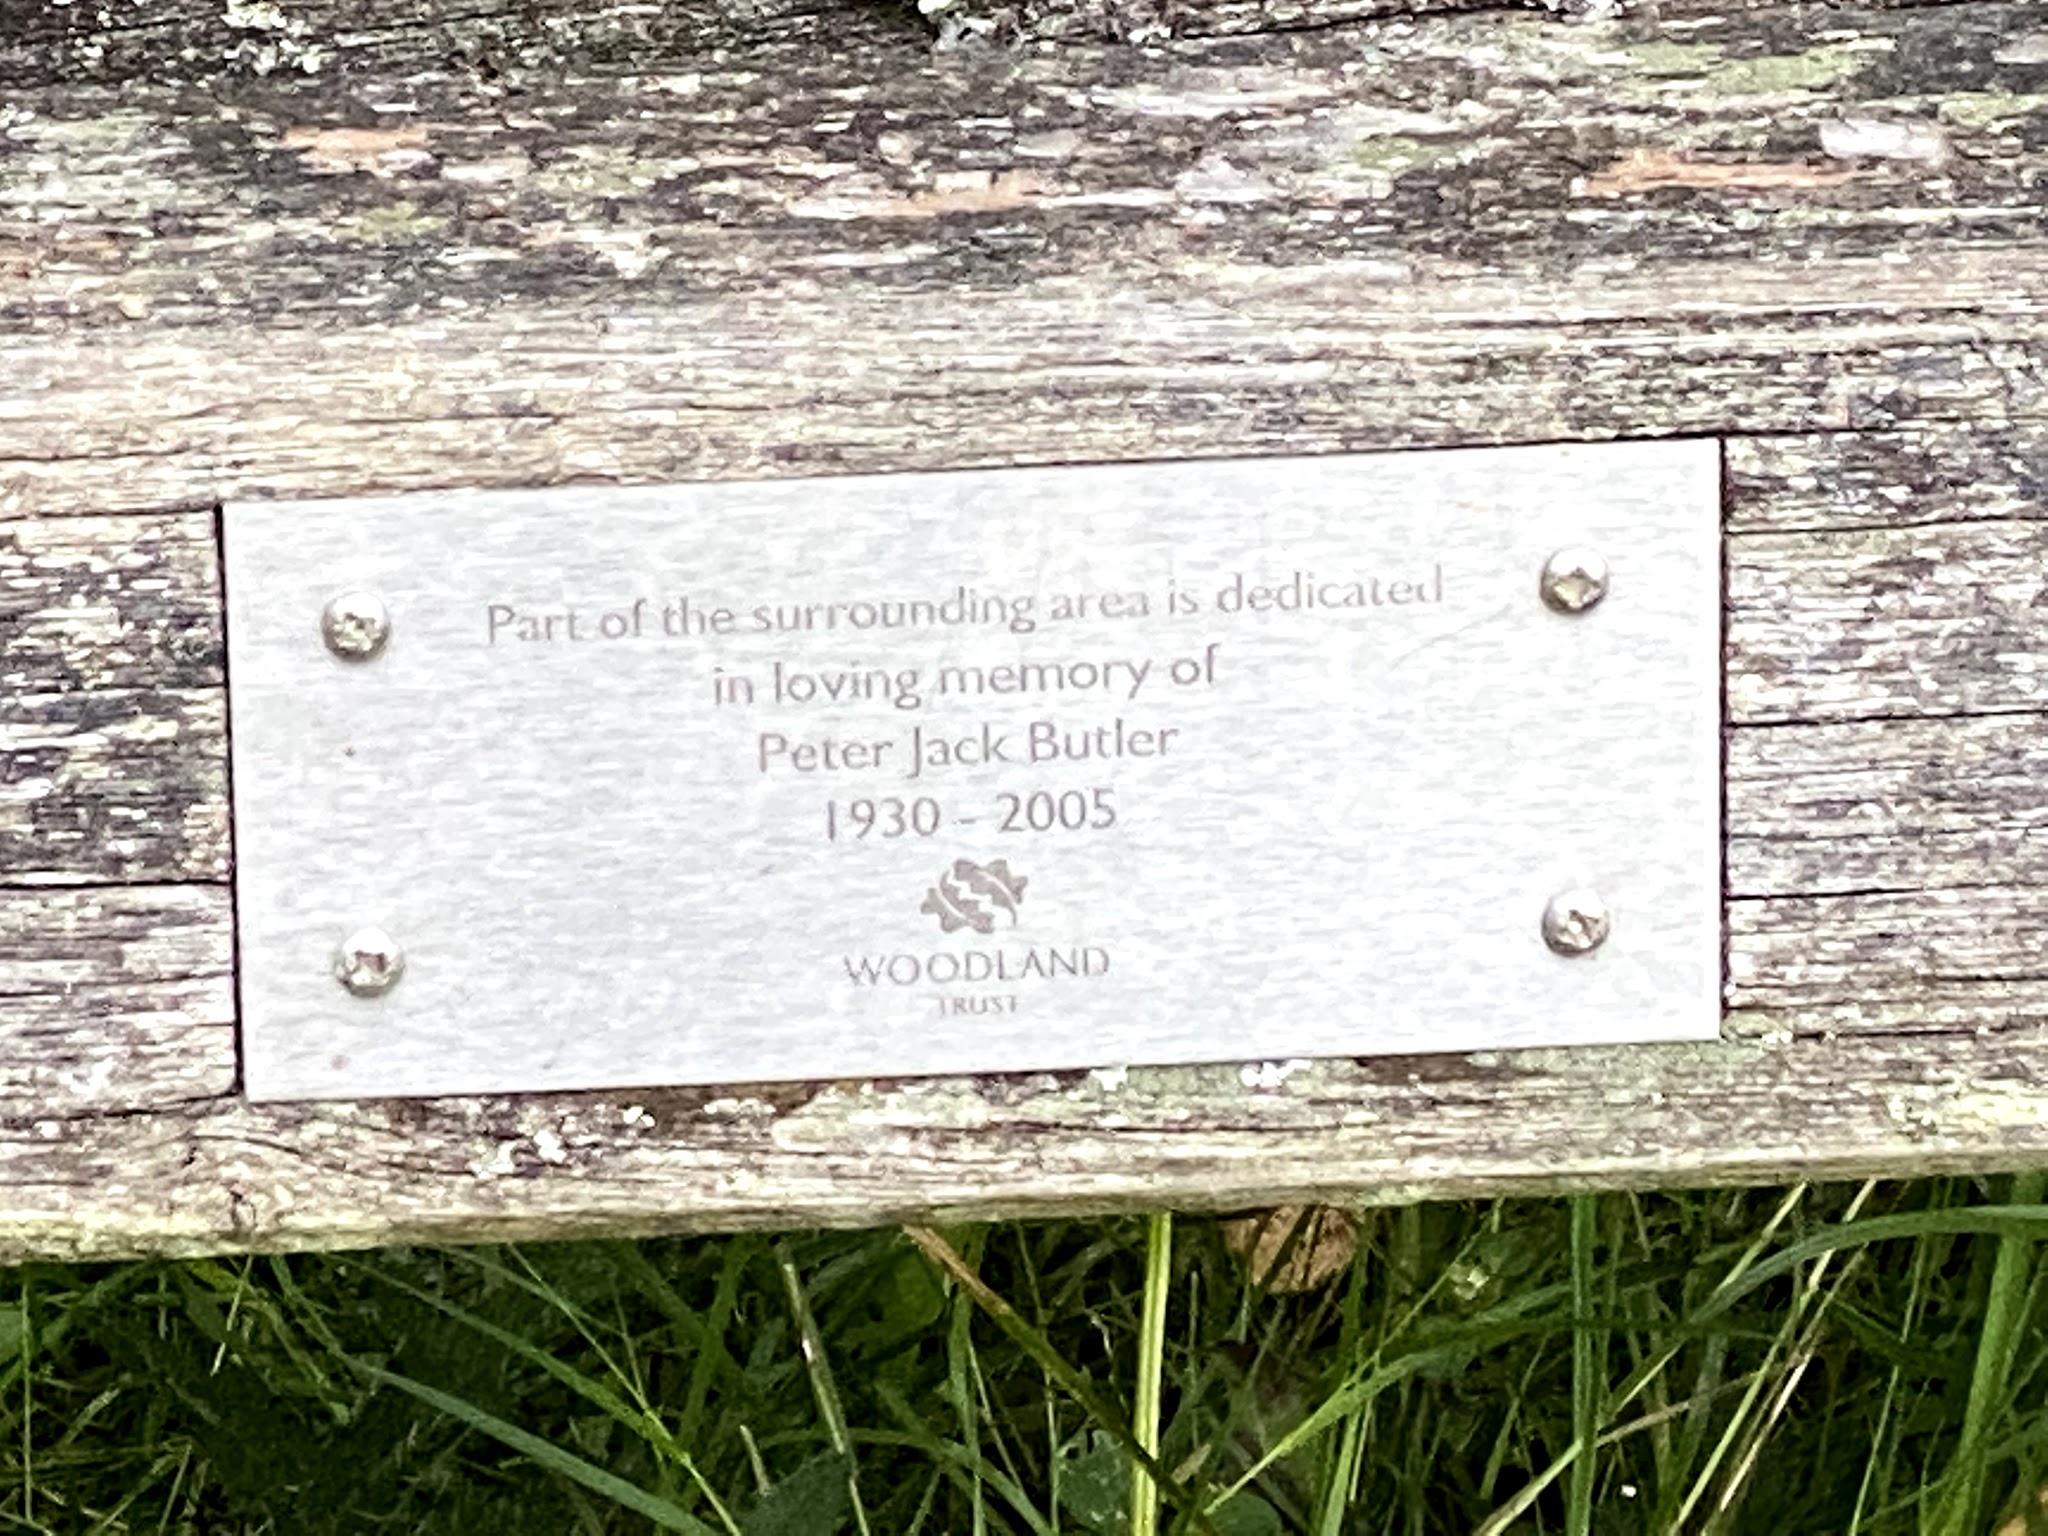 Part of the surrounding area is dedicated
in loving memory of
Peter Jack Butler
1930 - 2005
WOODLAND
TRUST